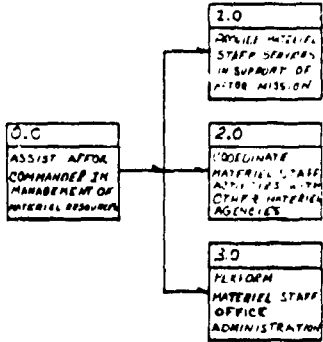 1.0
PROVIDE MATERIEL
STAFF SERVICES
IN SUPPORT OF
AFFOR MISSION
0.0
ASSIST AFFOR
COMMANDER IN
MANAGEMENT OF
MATERIEL RESOURCES
2.0
COORDINATE
MATERIEL STAFF
ACTIVITIES WITH
OTHER MATERIEL
AGENCIES
3.0
PERFORM
MATERIEL STAFF
OFFICE
ADMINISTRATION